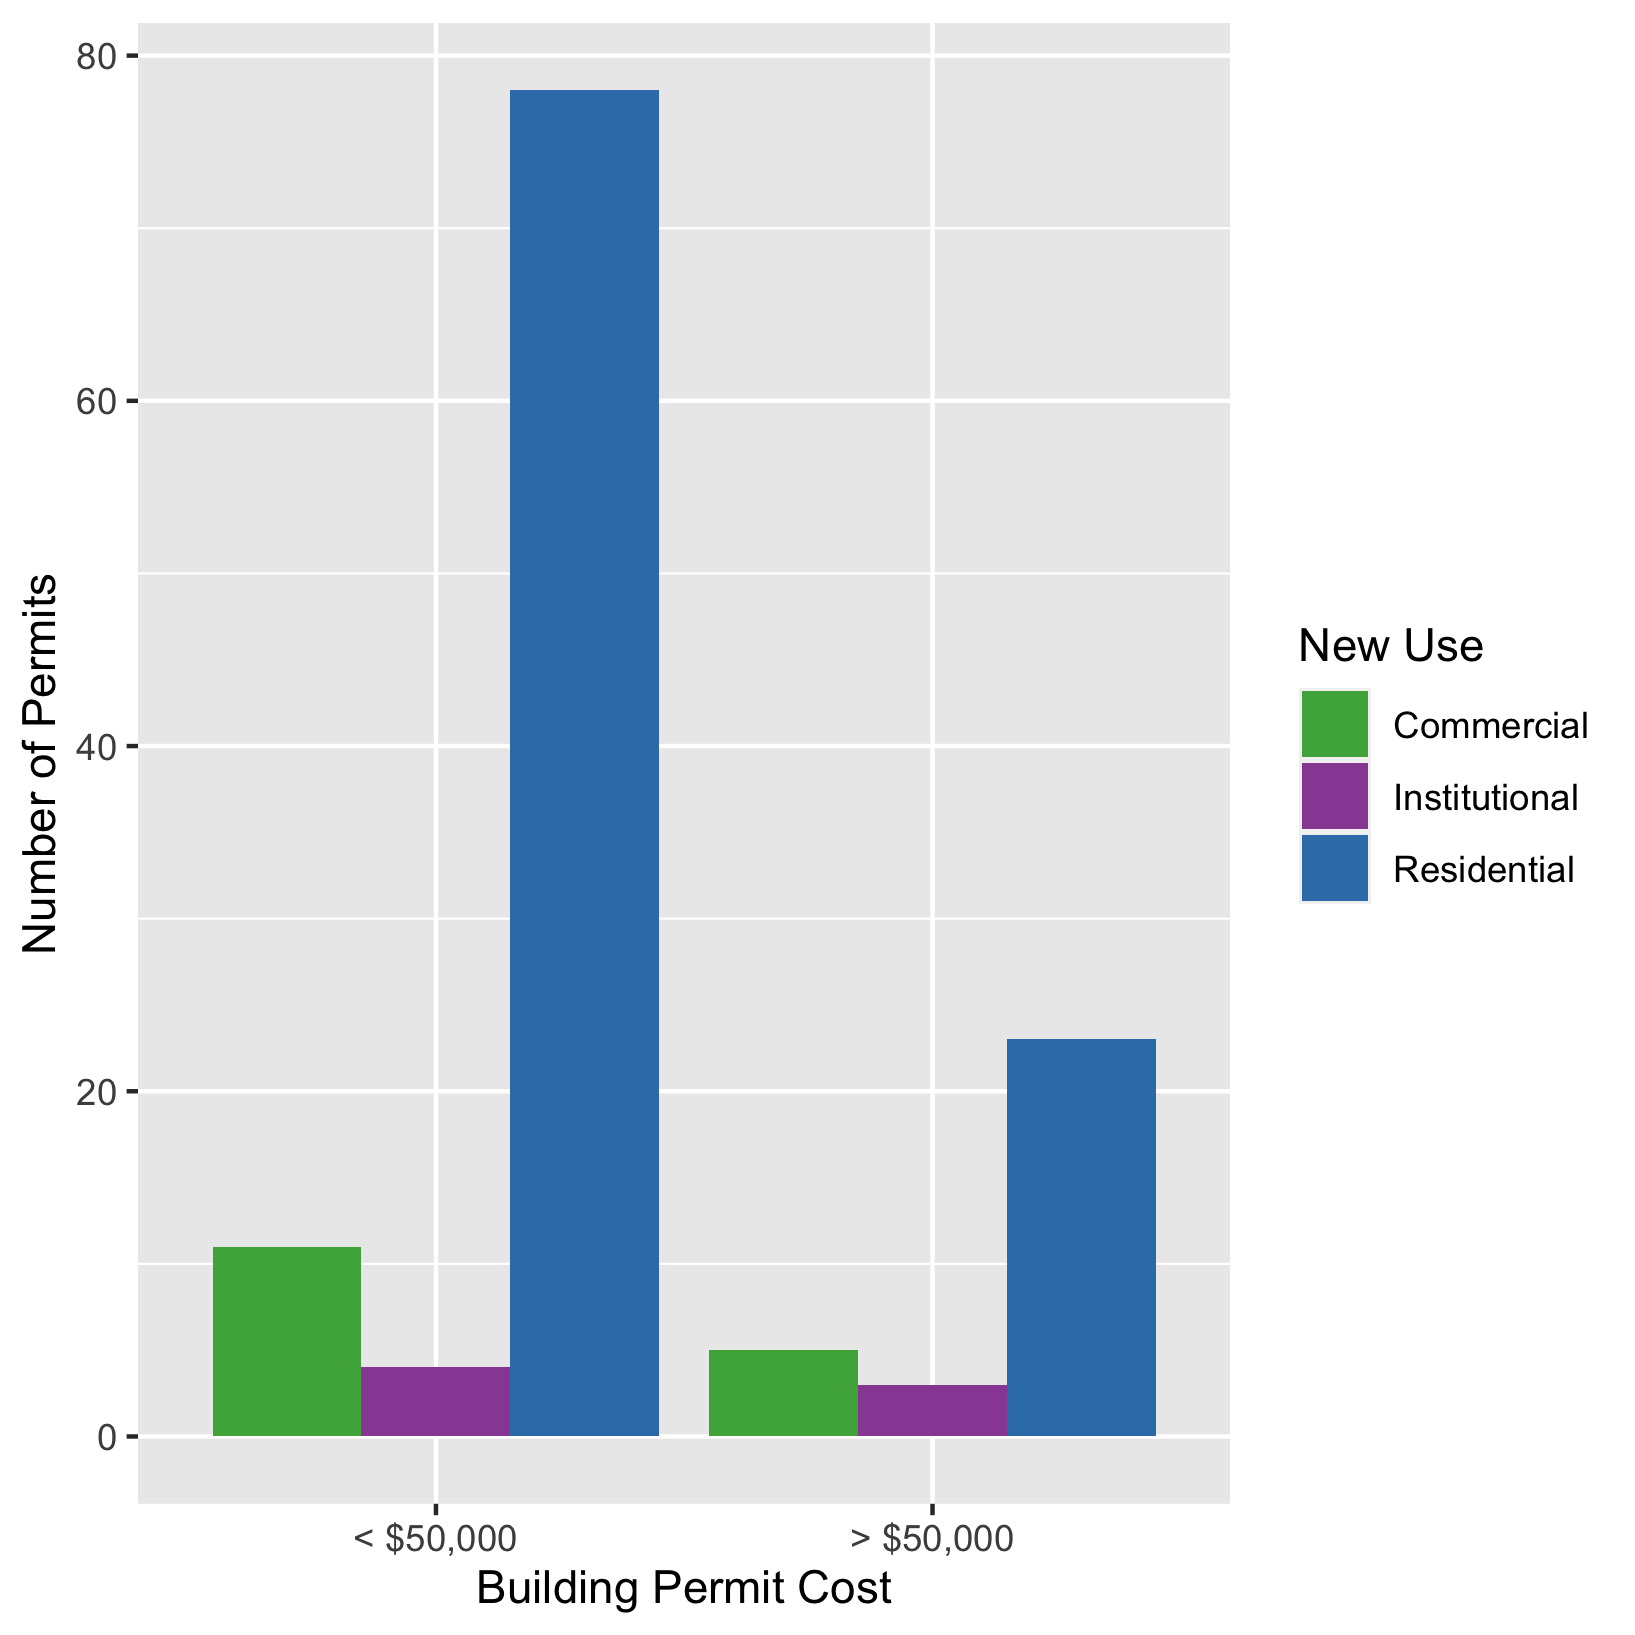 80
60
40
20
0
Number of Permits
< $50,000
> $50,000
Building Permit Cost
New Use
Commercial
Institutional
Residential